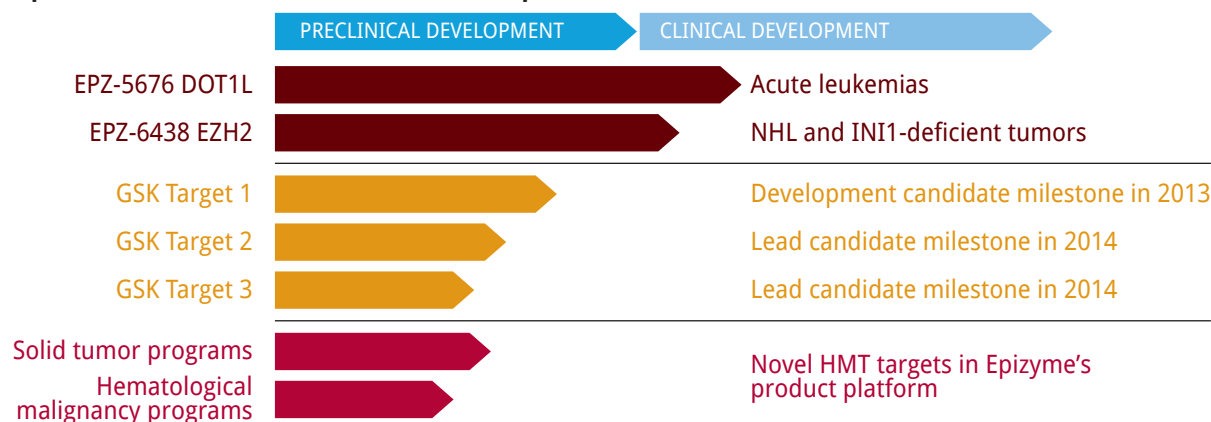 PRECLINICAL DEVELOPMENT CLINICAL DEVELOPMENT
EPZ-5676 DOT1L Acute leukemias
EPZ-6438 EZH2 NHL and INI1-deficient tumors
GSK Target 1 Development candidate milestone in 2013
GSK Target 2 Lead candidate milestone in 2014
GSK Target 3 Lead candidate milestone in 2014
Solid tumor programs
Hematological
malignancy programs
Novel HMT targets in Epizyme’s
product platform